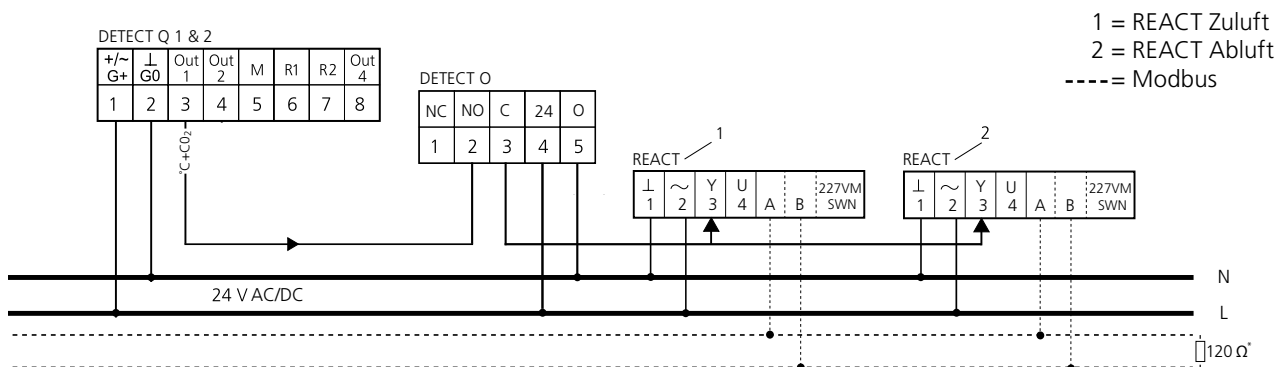 1 = REACT Zuluft
2 = REACT Abluft
---- = Modbus
DETECT Q 1 & 2
+/~ G+ ⊥ G0 Out 1 Out 2 M R1 R2 Out 4
1 2 3 4 5 6 7 8
°C+CO₂
DETECT O
NC NO C 24 O
1 2 3 4 5
1
REACT
⊥ ~ Y U 227VM
1 2 3 4 A B SWN
2
REACT
⊥ ~ Y U 227VM
1 2 3 4 A B SWN
N
24 V AC/DC
L
120 Ω*